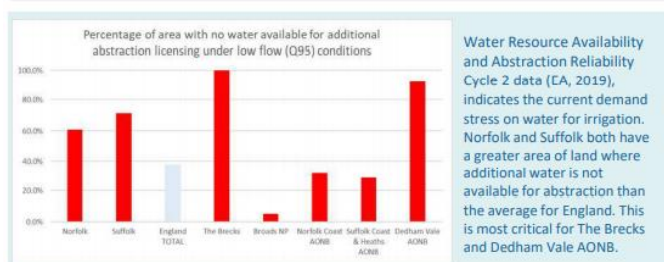 Percentage of area with no water available for additional
abstraction licensing under low flow (Q95) conditions
100.0%
80.0%
60.0%
40.0%
20.0%
0.0%
Norfolk
Suffolk
England
TOTAL
The Brecks
Broads NP
Norfolk Coast
AONB
Suffolk Coast
& Heaths
AONB
Dedham Vale
AONB
Water Resource Availability
and Abstraction Reliability
Cycle 2 data (EA, 2019),
indicates the current demand
stress on water for irrigation.
Norfolk and Suffolk both have
a greater area of land where
additional water is not
available for abstraction than
the average for England. This
is most critical for The Brecks
and Dedham Vale AONB.